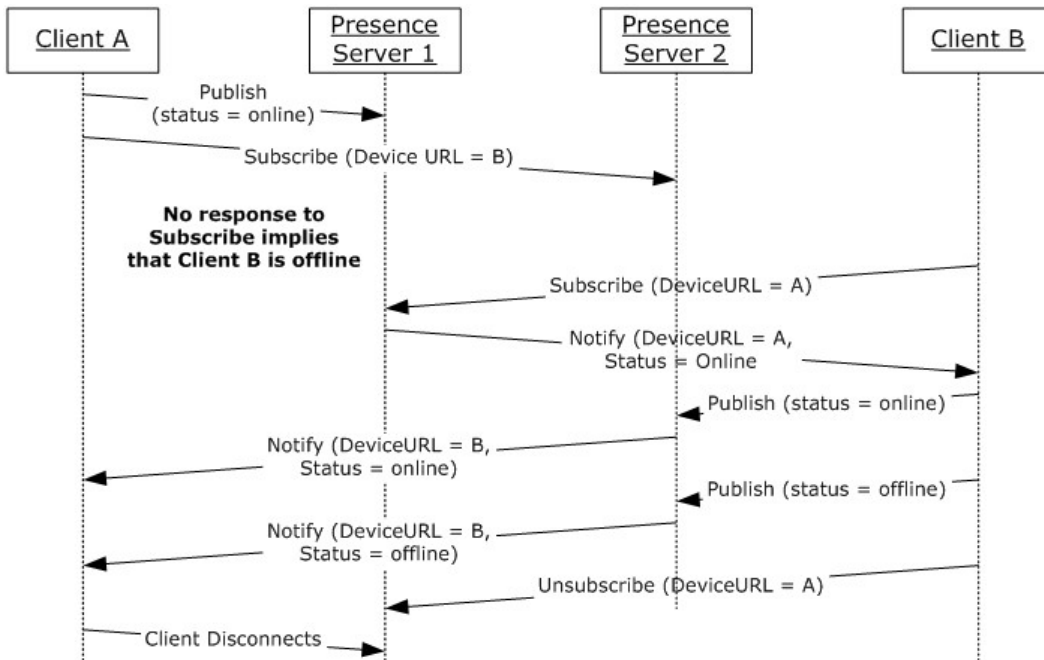 Client A
Presence
Server 1
Presence
Server 2
Client B
Publish
(status = online)
Subscribe (Device URL = B)
No response to
Subscribe implies
that Client B is offline
Subscribe (DeviceURL = A)
Notify (DeviceURL = A,
Status = Online
Publish (status = online)
Notify (DeviceURL = B,
Status = online)
Publish (status = offline)
Notify (DeviceURL = B,
Status = offline)
Unsubscribe (DeviceURL = A)
Client Disconnects